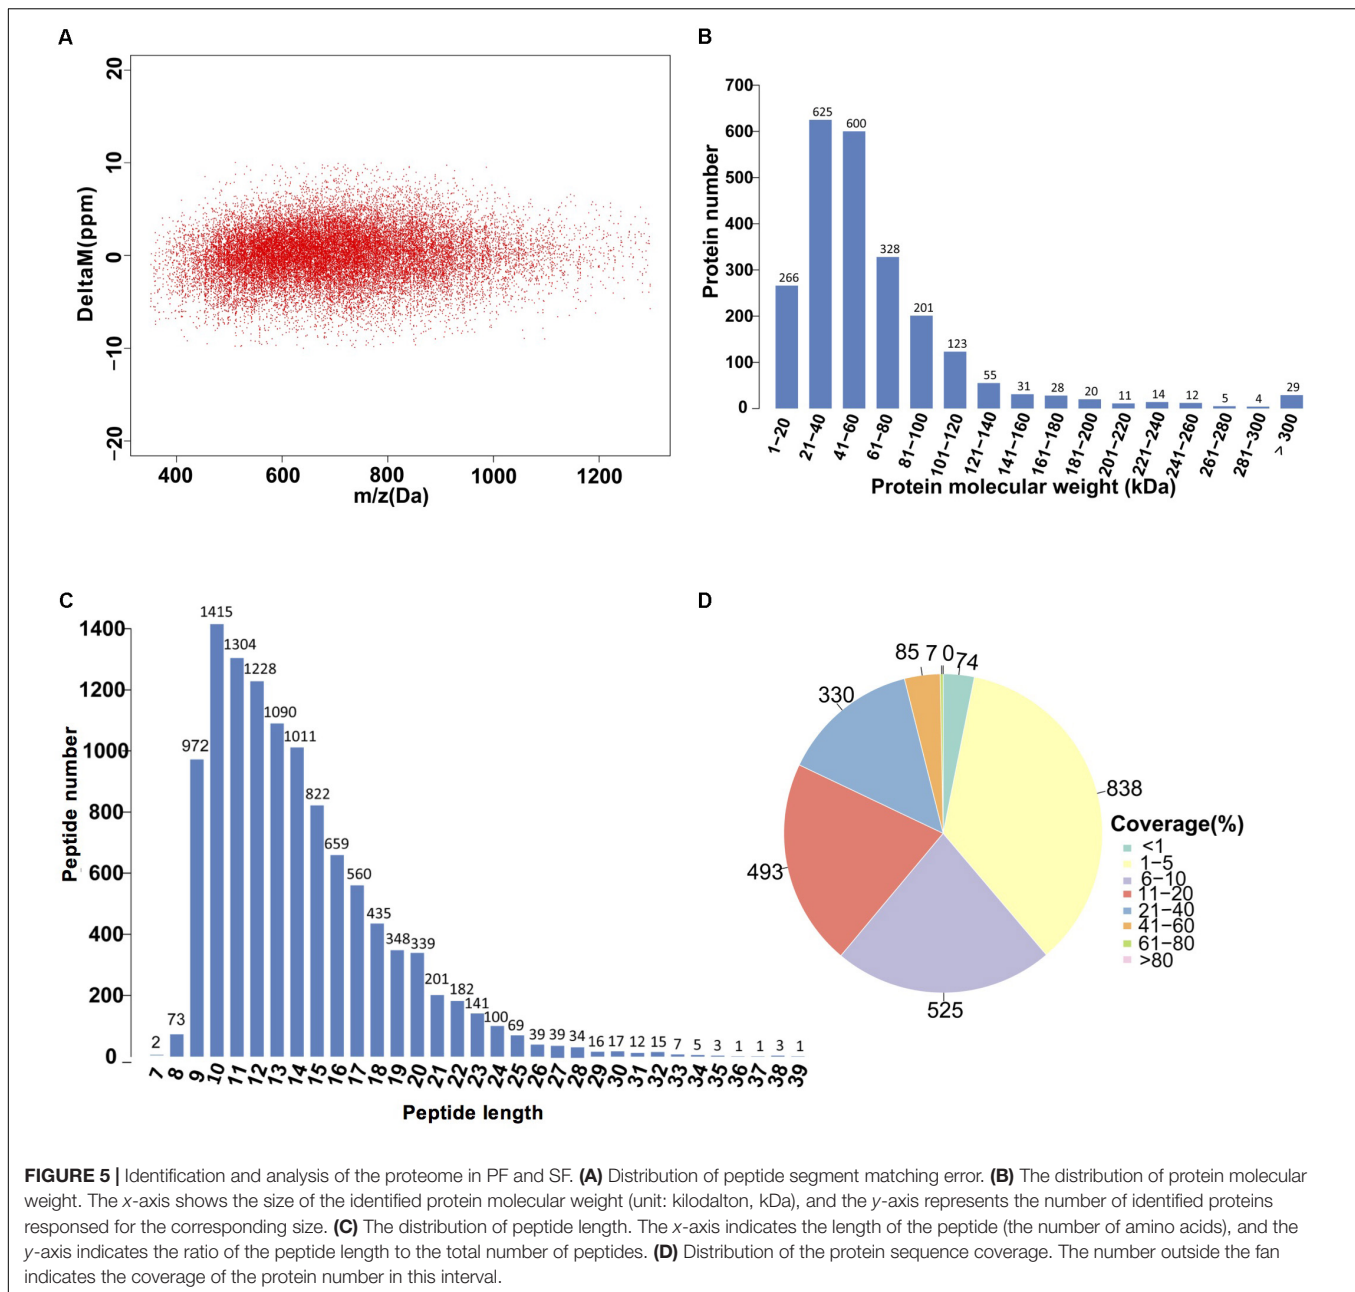 A
20
10
0
−10
−20
DeltaM(ppm)
400 600 800 1000 1200
m/z(Da)
B
700
600
500
400
300
200
100
0
Protein number
266 625 600 328 201 123 55 31 28 20 11 14 12 5 4 29
1−20 21−40 41−60 61−80 81−100 101−120 121−140 141−160 161−180 181−200 201−220 221−240 241−260 261−280 281−300 > 300
Protein molecular weight (kDa)
C
1400
1200
1000
800
600
400
200
0
Peptide number
2 73 972 1415 1304 1228 1090 1011 822 659 560 435 348 339 201 182 141 100 69 39 39 34 16 17 12 15 7 5 3 1 1 3 1
7 8 9 10 11 12 13 14 15 16 17 18 19 20 21 22 23 24 25 26 27 28 29 30 31 32 33 34 35 36 37 38 39
Peptide length
D
85 7 0 74
330
838
493
525
Coverage(%)
<1
1−5
6−10
11−20
21−40
41−60
61−80
>80
FIGURE 5 | Identification and analysis of the proteome in PF and SF. (A) Distribution of peptide segment matching error. (B) The distribution of protein molecular
weight. The x-axis shows the size of the identified protein molecular weight (unit: kilodalton, kDa), and the y-axis represents the number of identified proteins
responsed for the corresponding size. (C) The distribution of peptide length. The x-axis indicates the length of the peptide (the number of amino acids), and the
y-axis indicates the ratio of the peptide length to the total number of peptides. (D) Distribution of the protein sequence coverage. The number outside the fan
indicates the coverage of the protein number in this interval.